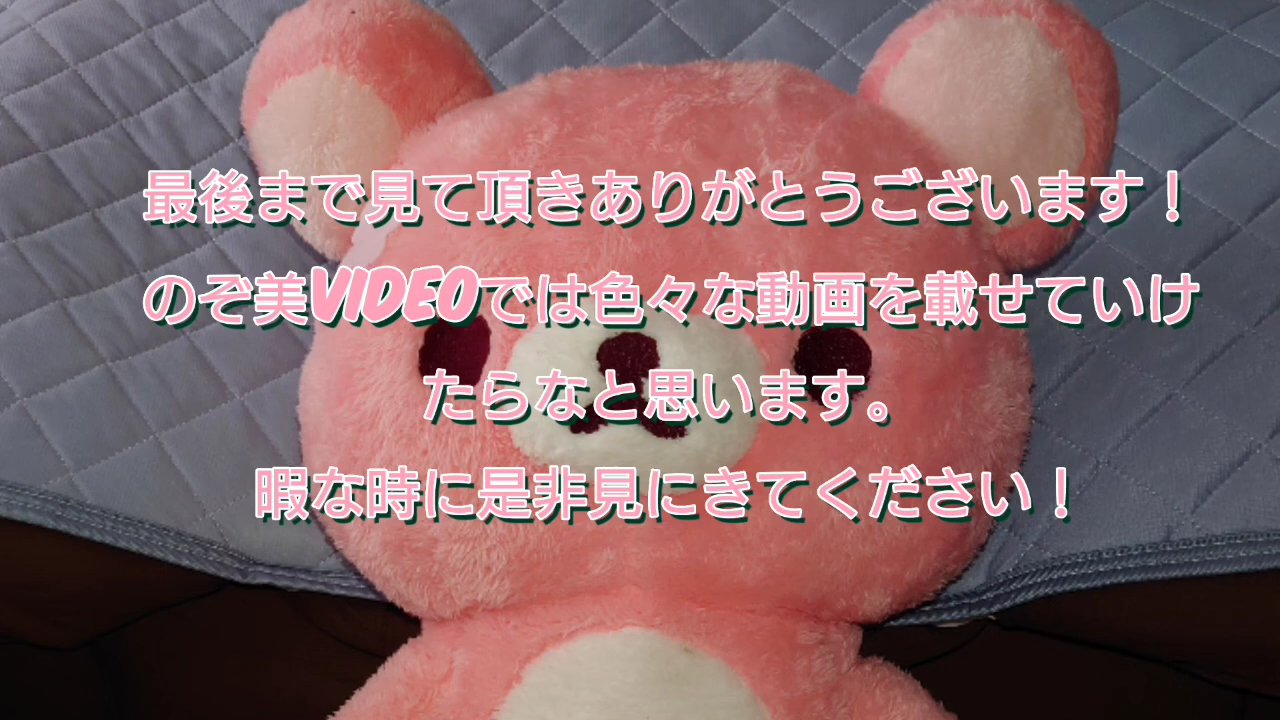 最後まで見て頂きありがとうございます！
のぞ美VIDEOでは色々な動画を載せていけ
たらなと思います。
暇な時に是非見にきてください！